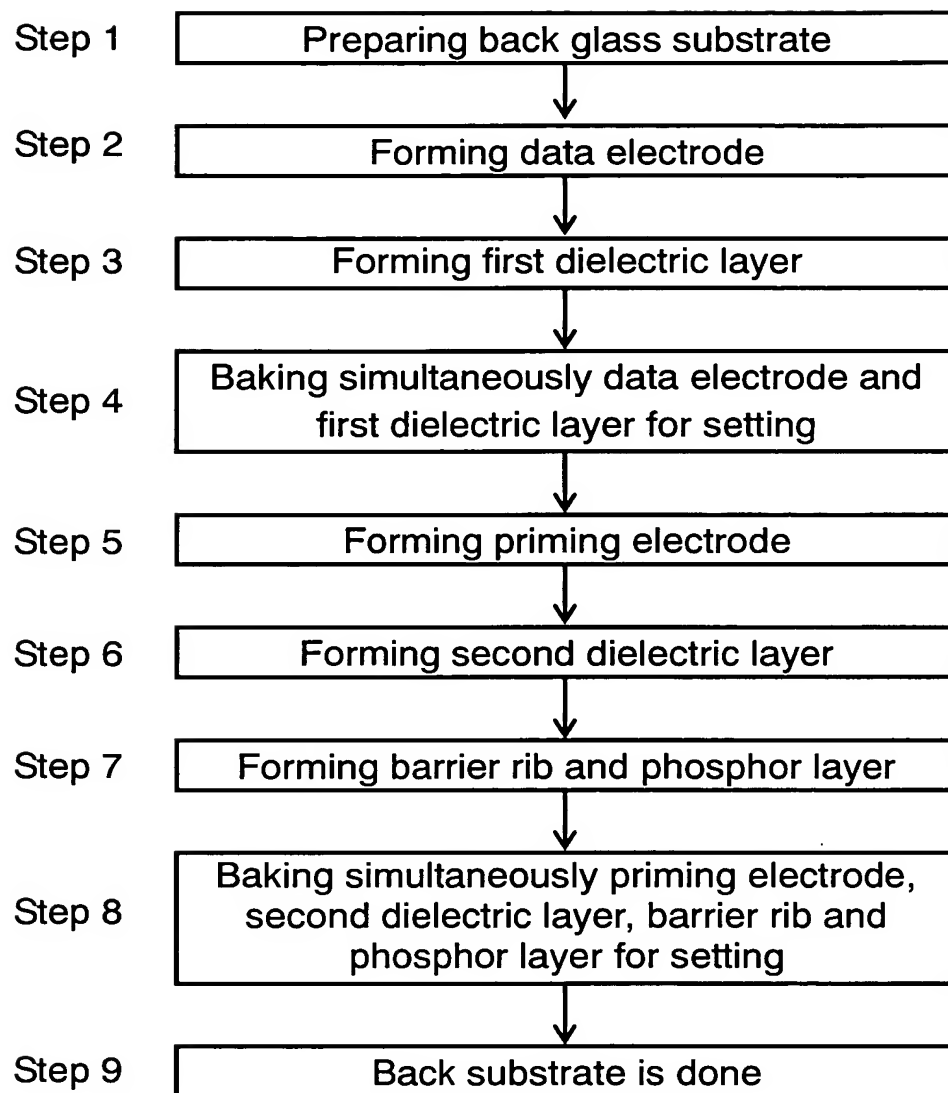 Step 1 Preparing back glass substrate
Step 2 Forming data electrode
Step 3 Forming first dielectric layer
Step 4 Baking simultaneously data electrode and
first dielectric layer for setting
Step 5 Forming priming electrode
Step 6 Forming second dielectric layer
Step 7 Forming barrier rib and phosphor layer
Step 8 Baking simultaneously priming electrode,
second dielectric layer, barrier rib and
phosphor layer for setting
Step 9 Back substrate is done